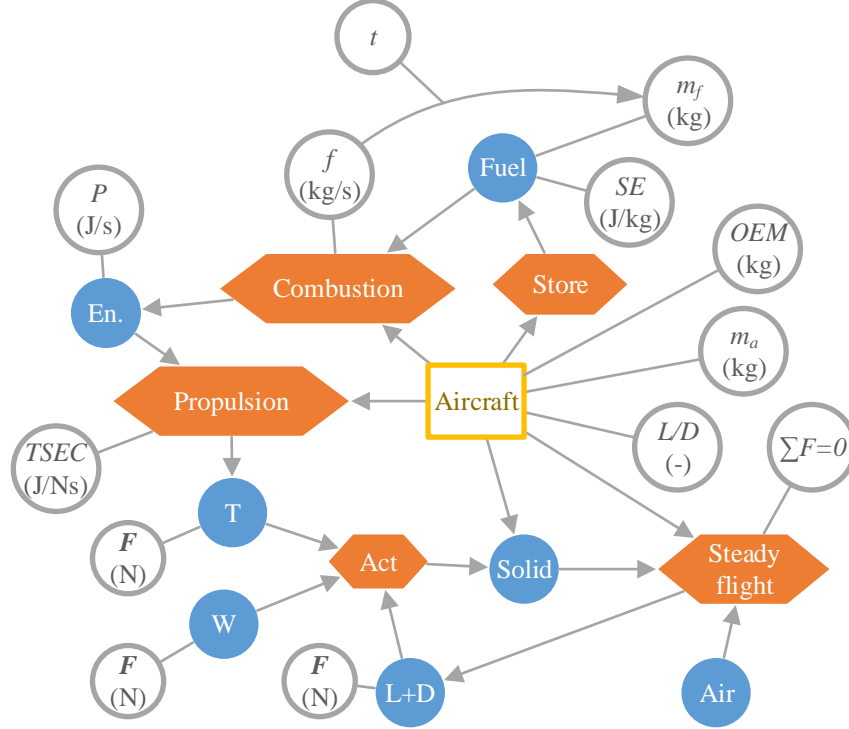 t
m_f
(kg)
f
(kg/s)
Fuel
P
(J/s)
SE
(J/kg)
OEM
(kg)
Combustion
Store
En.
m_a
(kg)
Propulsion
Aircraft
TSEC
(J/Ns)
L/D
(-)
∑F=0
T
F
(N)
Act
Solid
Steady
flight
W
F
(N)
F
(N)
L+D
Air